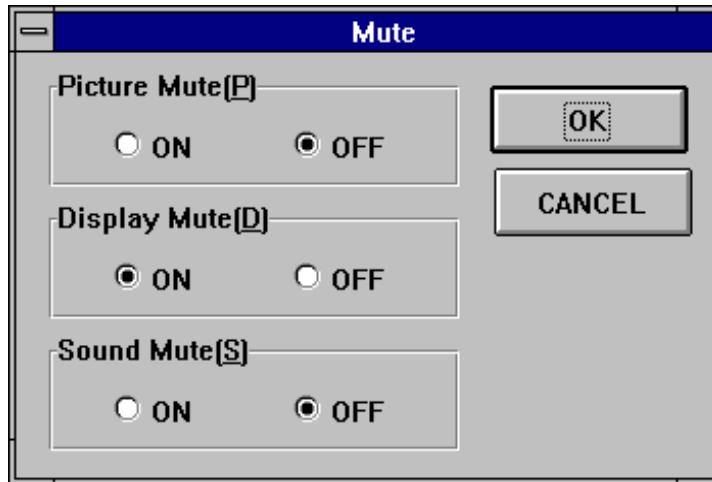 Mute
Picture Mute(P)
ON OFF
OK
CANCEL
Display Mute(D)
ON OFF
Sound Mute(S)
ON OFF